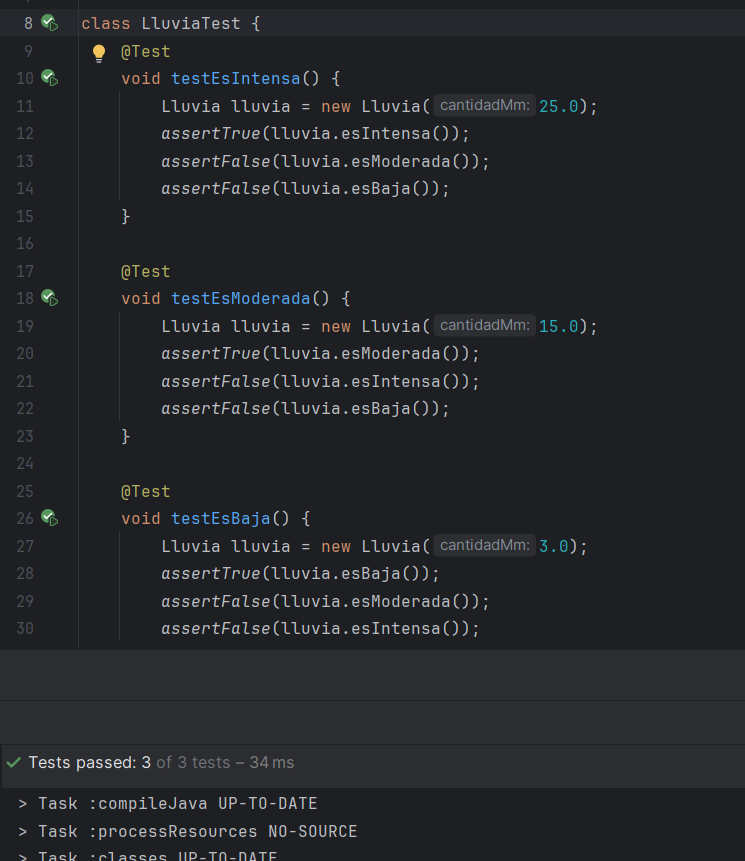 8 class LluviaTest {
9 @Test
10 void testEsIntensa() {
11 Lluvia lluvia = new Lluvia( cantidadMm: 25.0);
12 assertTrue(lluvia.esIntensa());
13 assertFalse(lluvia.esModerada());
14 assertFalse(lluvia.esBaja());
15 }
16
17 @Test
18 void testEsModerada() {
19 Lluvia lluvia = new Lluvia( cantidadMm: 15.0);
20 assertTrue(lluvia.esModerada());
21 assertFalse(lluvia.esIntensa());
22 assertFalse(lluvia.esBaja());
23 }
24
25 @Test
26 void testEsBaja() {
27 Lluvia lluvia = new Lluvia( cantidadMm: 3.0);
28 assertTrue(lluvia.esBaja());
29 assertFalse(lluvia.esModerada());
30 assertFalse(lluvia.esIntensa());
Tests passed: 3 of 3 tests – 34 ms
> Task :compileJava UP-TO-DATE
> Task :processResources NO-SOURCE
> Task :classes UP-TO-DATE